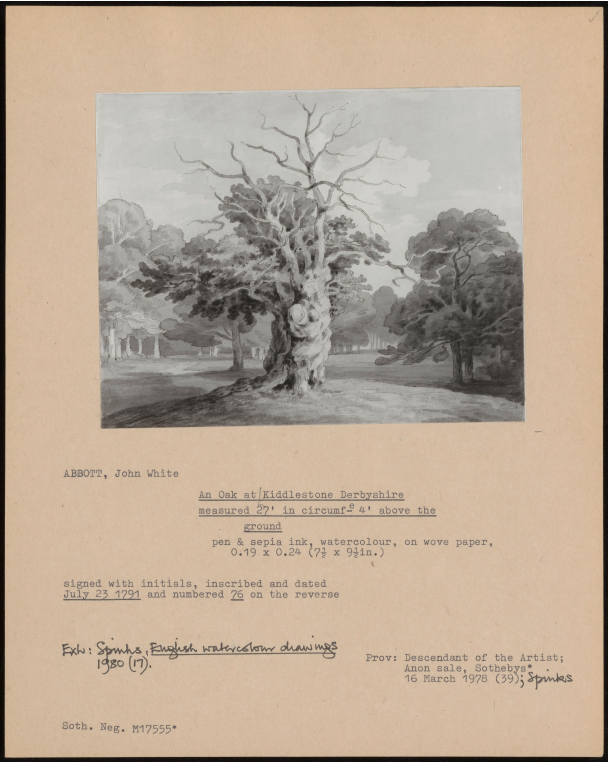 ABBOTT, John White
An Oak at/Kiddlestone Derbyshire
measured 27' in circumf-e 4' above the
ground
pen & sepia ink, watercolour, on wove paper,
0.19 x 0.24 (7½ x 9½in.)
signed with initials, inscribed and dated
July 23 1791 and numbered 76 on the reverse
Exh: Spinks, English watercolour drawings
1980 (17).
Prov: Descendant of the Artist;
Anon sale, Sothebys*
16 March 1978 (39); Spinks
Soth. Neg. M17555*